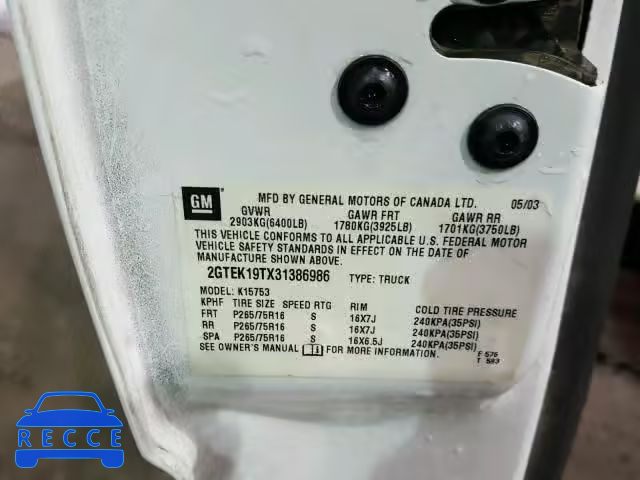 GM
MFD BY GENERAL MOTORS OF CANADA LTD. 05/03
GVWR GAWR FRT GAWR RR
2903KG(6400LB) 1780KG(3925LB) 1701KG(3750LB)
THIS VEHICLE CONFORMS TO ALL APPLICABLE U.S. FEDERAL MOTOR
VEHICLE SAFETY STANDARDS IN EFFECT ON THE DATE OF
MANUFACTURE SHOWN ABOVE.
2GTEK19TX31386986 TYPE: TRUCK
MODEL: K15753
KPHF TIRE SIZE SPEED RTG RIM COLD TIRE PRESSURE
FRT P265/75R16 S 16X7J 240KPA(35PSI)
RR P265/75R16 S 16X7J 240KPA(35PSI)
SPA P265/75R16 S 16X6.5J 240KPA(35PSI)
SEE OWNER'S MANUAL FOR MORE INFORMATION.
F 576
T 593
RECCE